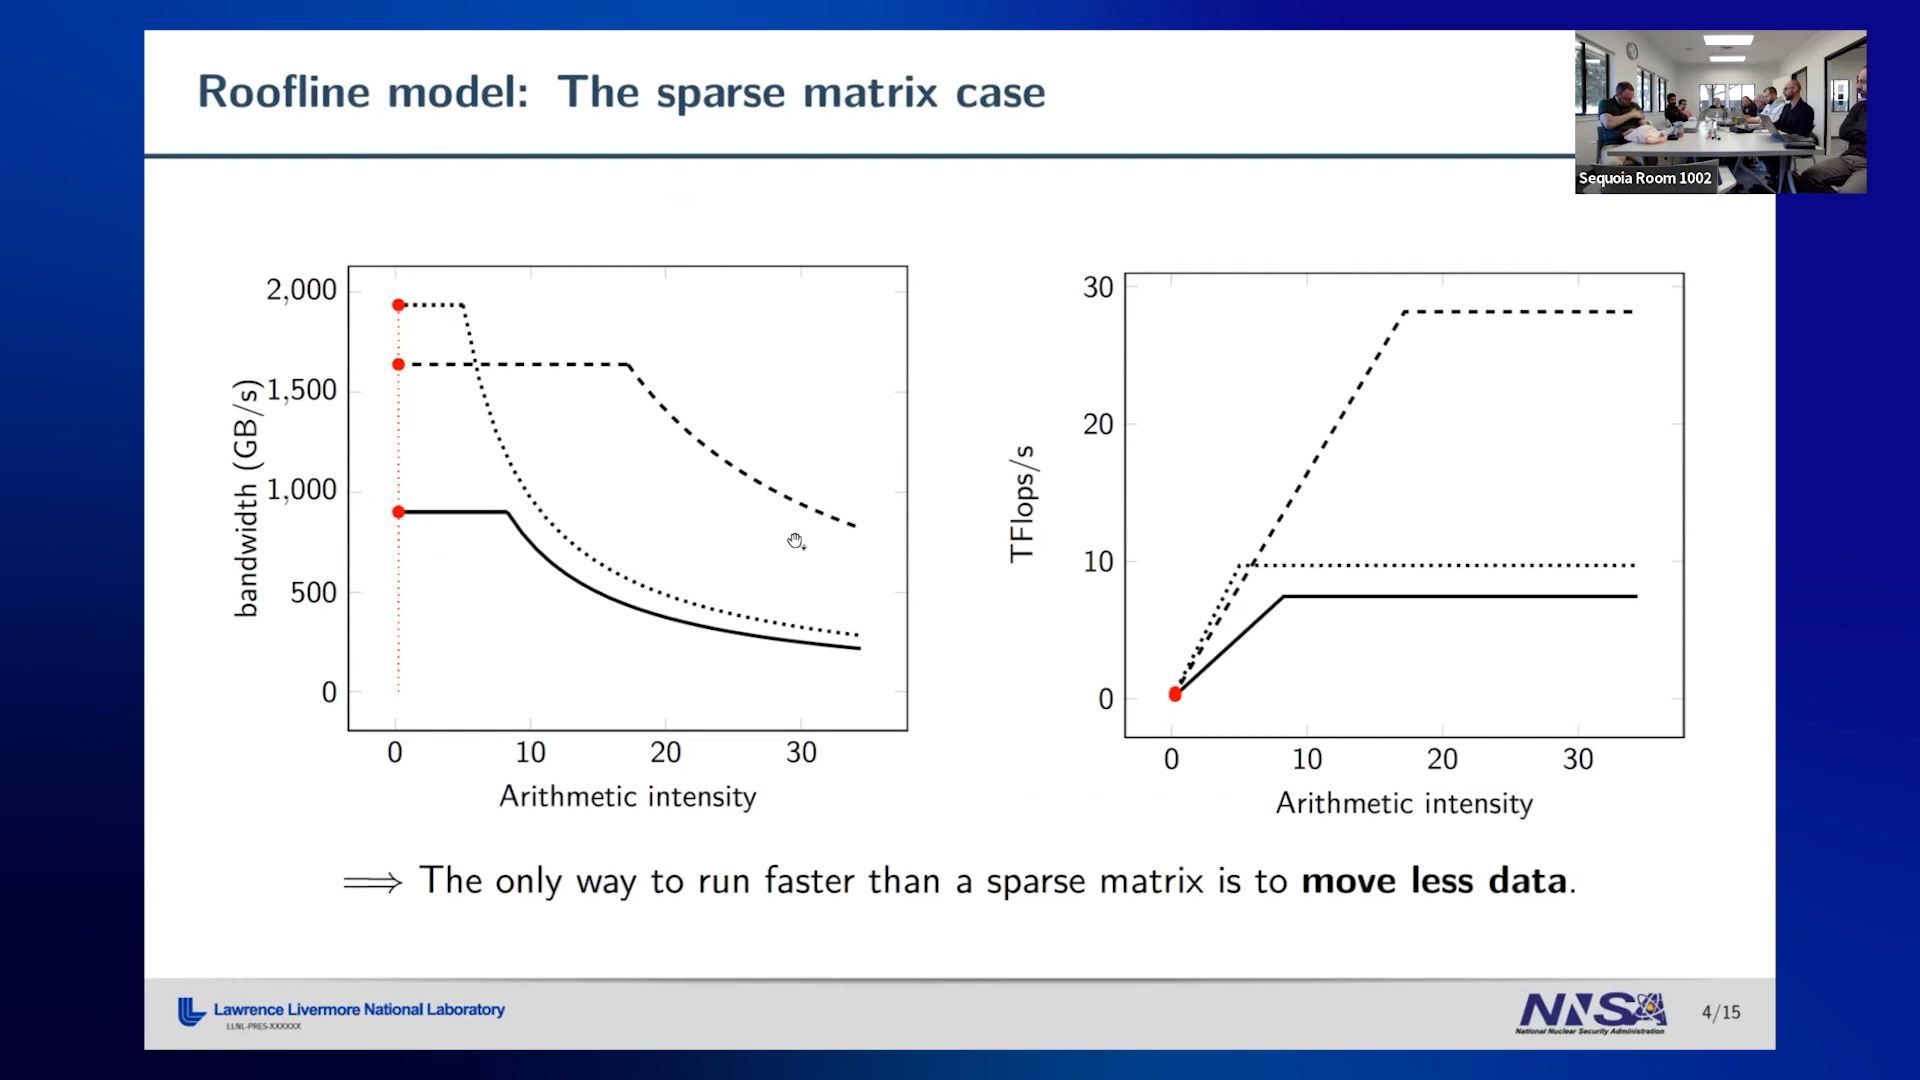 Roofline model: The sparse matrix case
Sequoia Room 1002
2,000
1,500
1,000
500
0
bandwidth (GB/s)
0 10 20 30
Arithmetic intensity
30
20
10
0
TFlops/s
0 10 20 30
Arithmetic intensity
⟹ The only way to run faster than a sparse matrix is to move less data.
Lawrence Livermore National Laboratory
LLNL-PRES-XXXXXX
NNSA
National Nuclear Security Administration
4/15